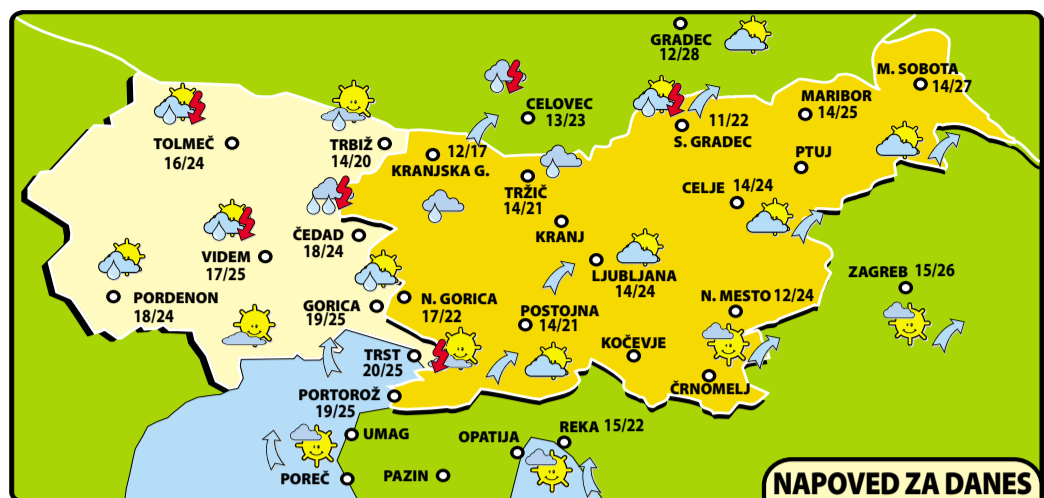 GRADEC
12/28
M. SOBOTA
14/27
CELOVEC
13/23
11/22
S. GRADEC
MARIBOR
14/25
TOLMEČ
16/24
TRBIŽ
14/20
12/17
KRANJSKA G.
TRŽIČ
14/21
PTUJ
CELJE 14/24
KRANJ
ČEDAD
18/24
VIDEM
17/25
LJUBLJANA
14/24
ZAGREB 15/26
PORDENON
18/24
GORICA
19/25
N. GORICA
17/22
POSTOJNA
14/21
N. MESTO 12/24
KOČEVJE
TRST
20/25
ČRNOMELJ
PORTOROŽ
19/25
UMAG
OPATIJA
REKA 15/22
POREČ
PAZIN
NAPOVED ZA DANES